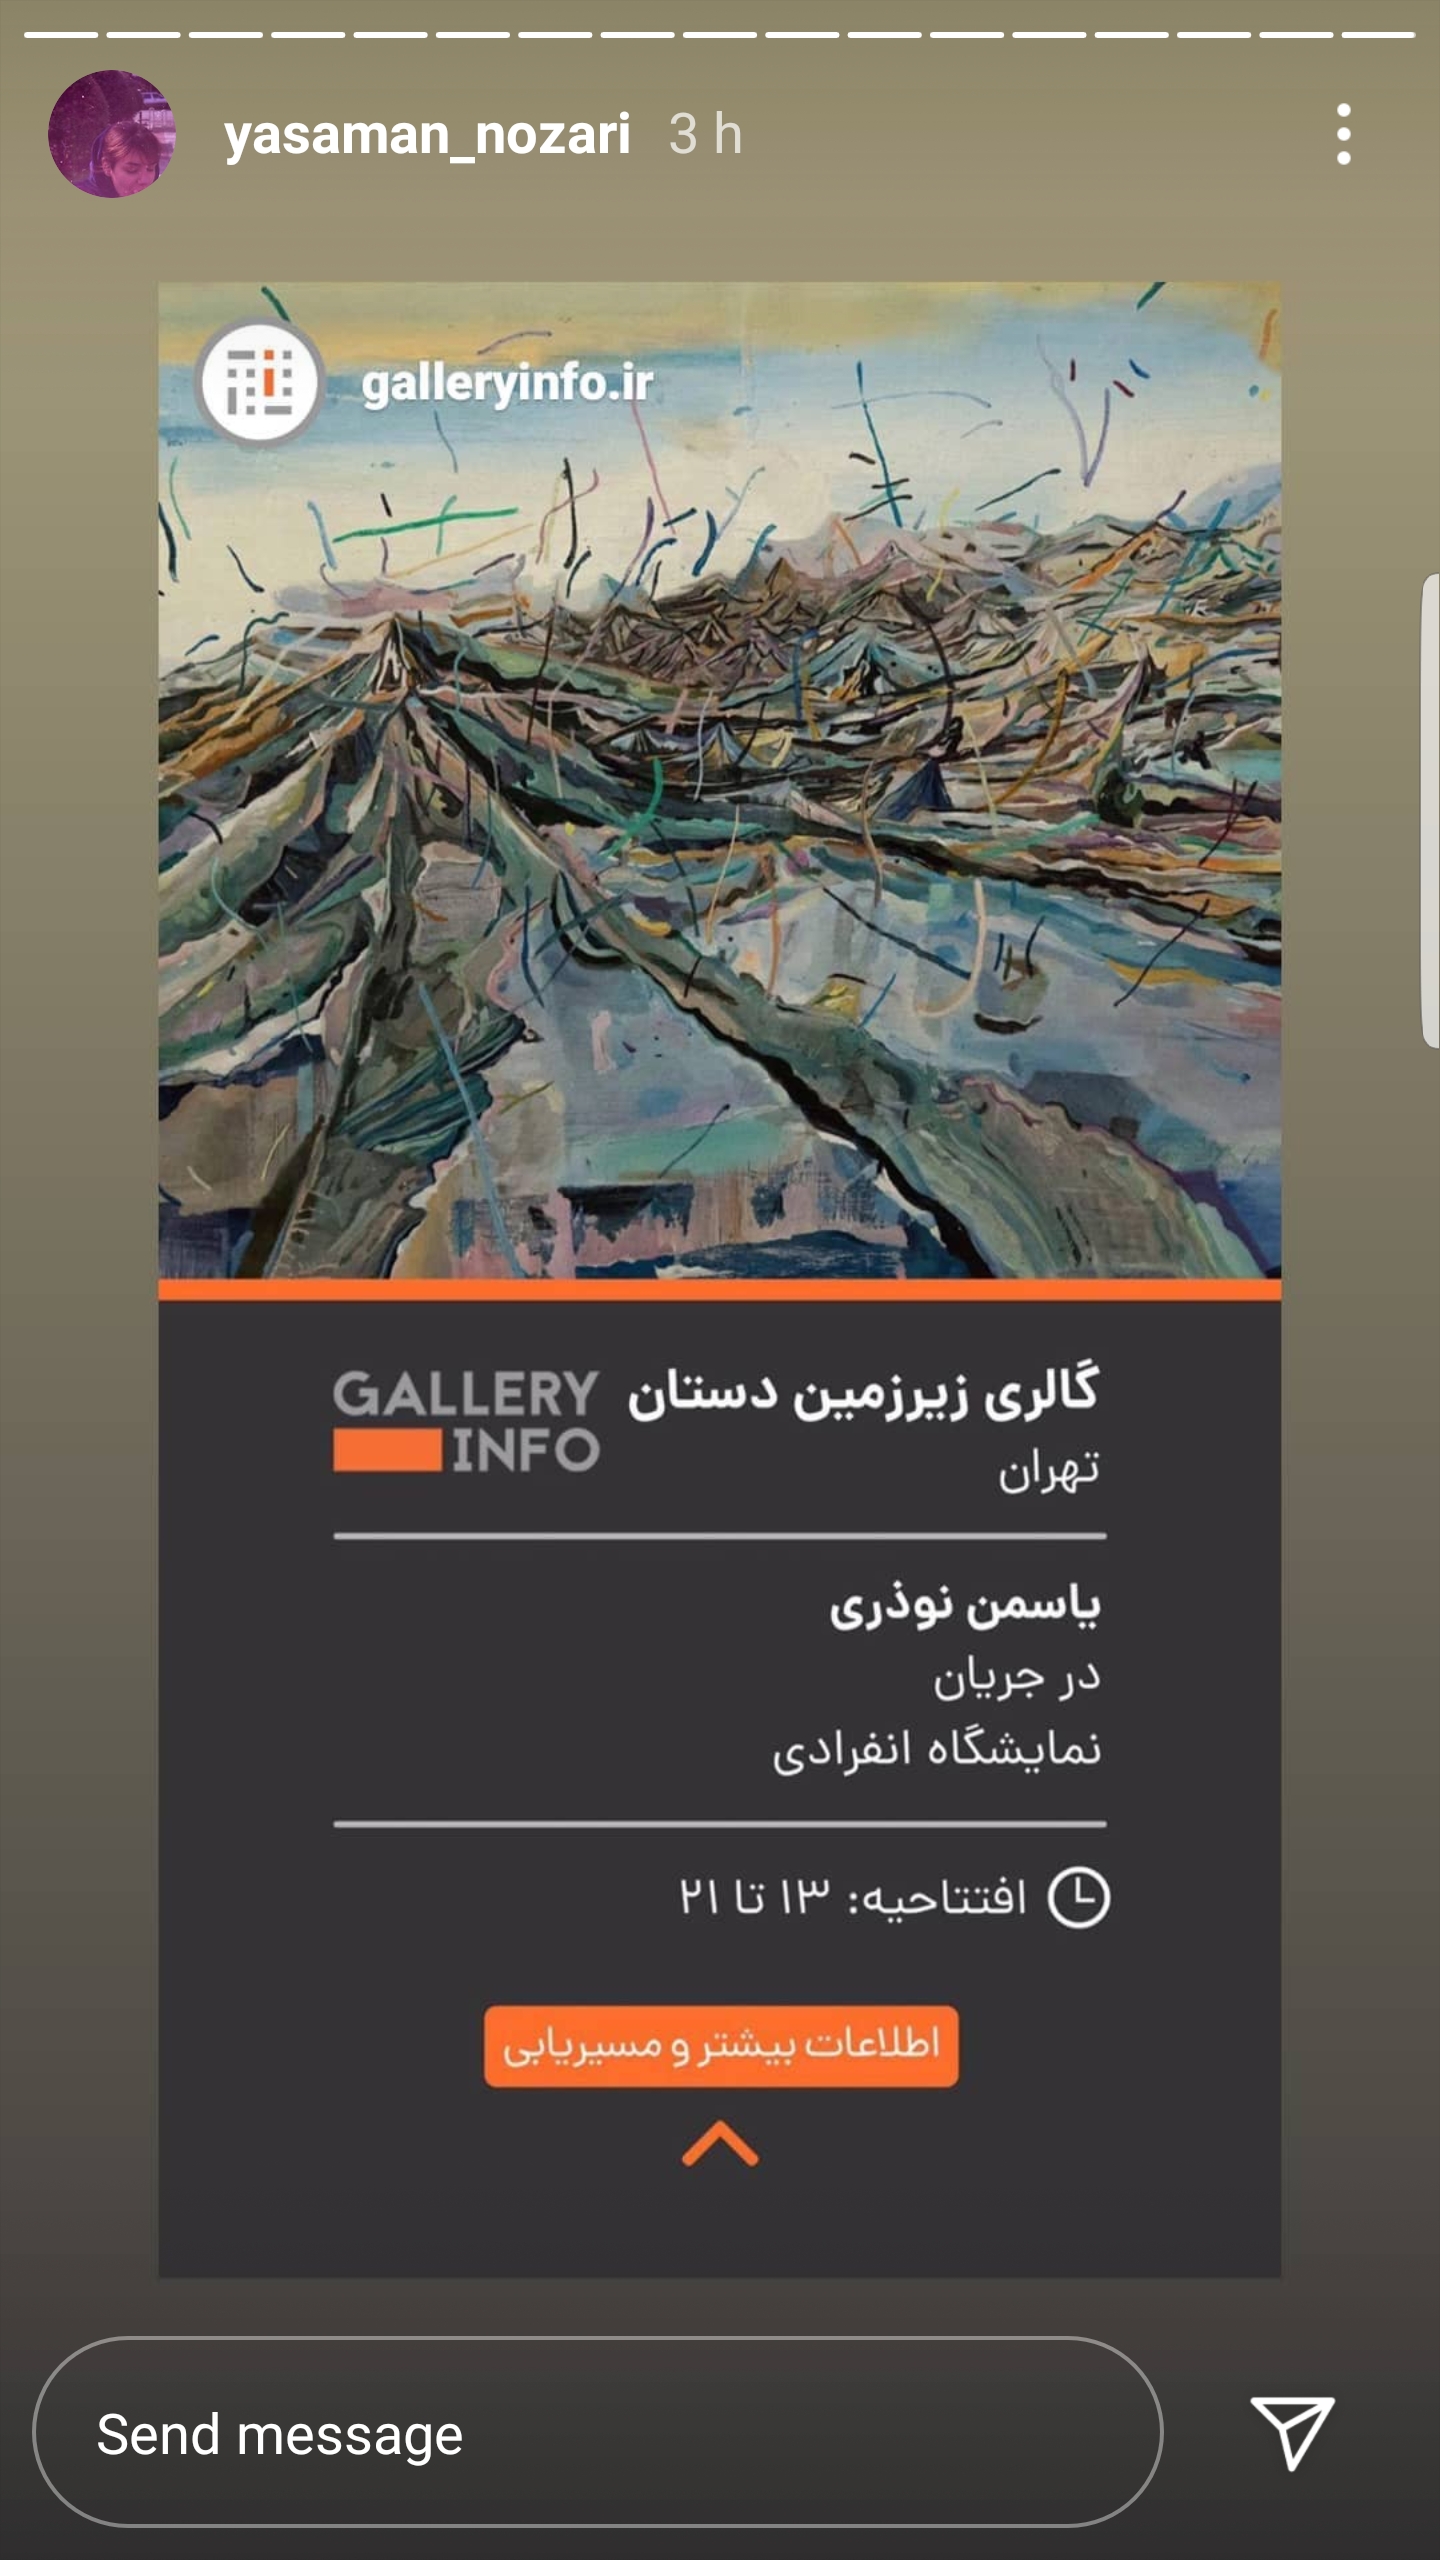 yasaman_nozari 3 h
galleryinfo.ir
گالری زیرزمین دستان
GALLERY
INFO
تهران
یاسمن نوذری
در جریان
نمایشگاه انفرادی
افتتاحیه: ۱۳ تا ۲۱
اطلاعات بیشتر و مسیریابی
Send message